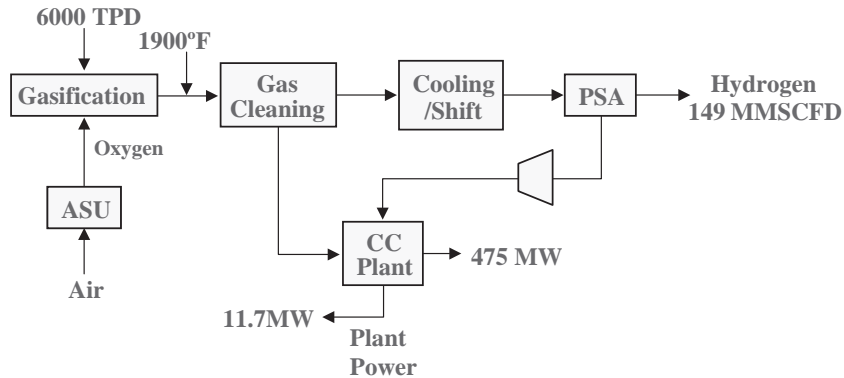 6000 TPD
1900ºF
Gasification
Gas
Cleaning
Cooling
/Shift
PSA
Hydrogen
149 MMSCFD
Oxygen
ASU
CC
Plant
475 MW
Air
11.7MW
Plant
Power